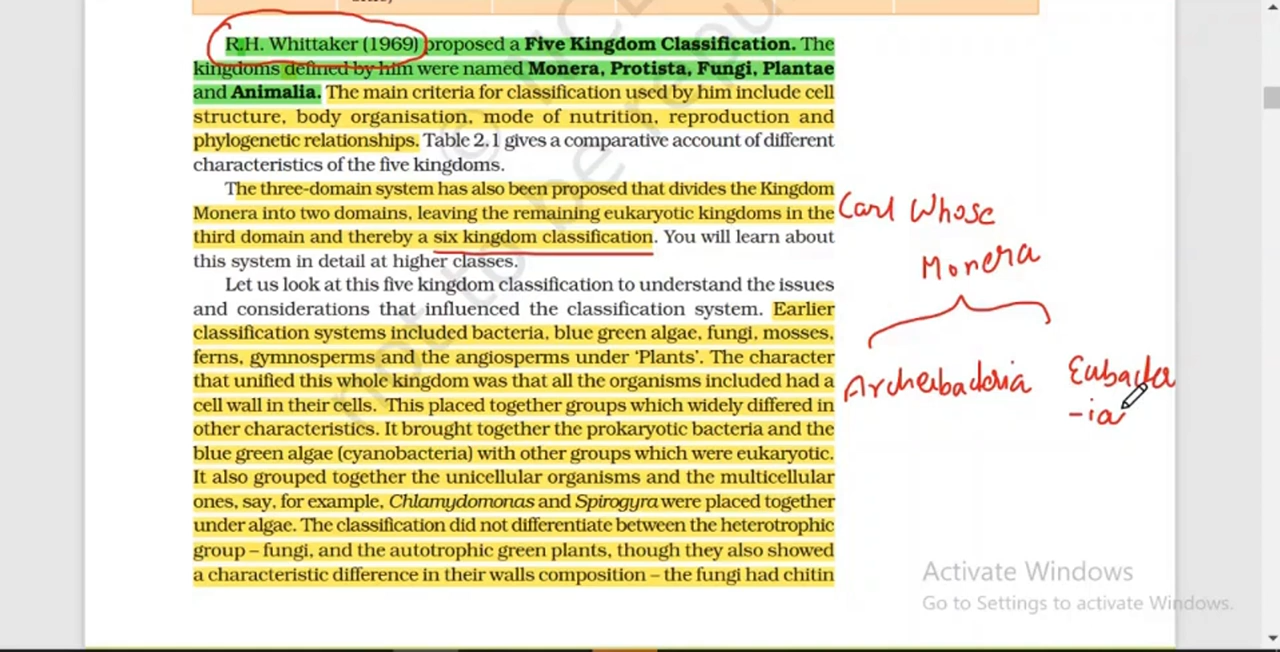 R.H. Whittaker (1969) proposed a Five Kingdom Classification. The
kingdoms defined by him were named Monera, Protista, Fungi, Plantae
and Animalia. The main criteria for classification used by him include cell
structure, body organisation, mode of nutrition, reproduction and
phylogenetic relationships. Table 2.1 gives a comparative account of different
characteristics of the five kingdoms.
The three-domain system has also been proposed that divides the Kingdom
Monera into two domains, leaving the remaining eukaryotic kingdoms in the
third domain and thereby a six kingdom classification. You will learn about
this system in detail at higher classes.
Let us look at this five kingdom classification to understand the issues
and considerations that influenced the classification system. Earlier
classification systems included bacteria, blue green algae, fungi, mosses,
ferns, gymnosperms and the angiosperms under ‘Plants’. The character
that unified this whole kingdom was that all the organisms included had a
cell wall in their cells. This placed together groups which widely differed in
other characteristics. It brought together the prokaryotic bacteria and the
blue green algae (cyanobacteria) with other groups which were eukaryotic.
It also grouped together the unicellular organisms and the multicellular
ones, say, for example, Chlamydomonas and Spirogyra were placed together
under algae. The classification did not differentiate between the heterotrophic
group – fungi, and the autotrophic green plants, though they also showed
a characteristic difference in their walls composition – the fungi had chitin
Carl Whose
Monera
Eubacter
-ia
not to be
Activate Windows
Go to Settings to activate Windows.